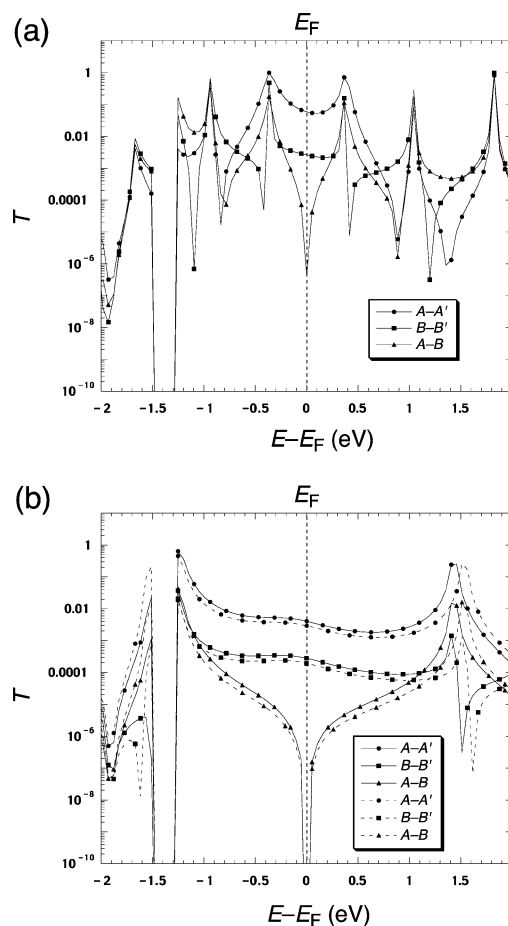 (a)
E_F
1
0.01
0.0001
10⁻⁶
10⁻⁸
10⁻¹⁰
T
A–A'
B–B'
A–B
-2 -1.5 -1 -0.5 0 0.5 1 1.5
E–E_F (eV)
(b)
E_F
1
0.01
0.0001
10⁻⁶
10⁻⁸
10⁻¹⁰
T
A–A'
B–B'
A–B
A–A'
B–B'
A–B
-2 -1.5 -1 -0.5 0 0.5 1 1.5
E–E_F (eV)